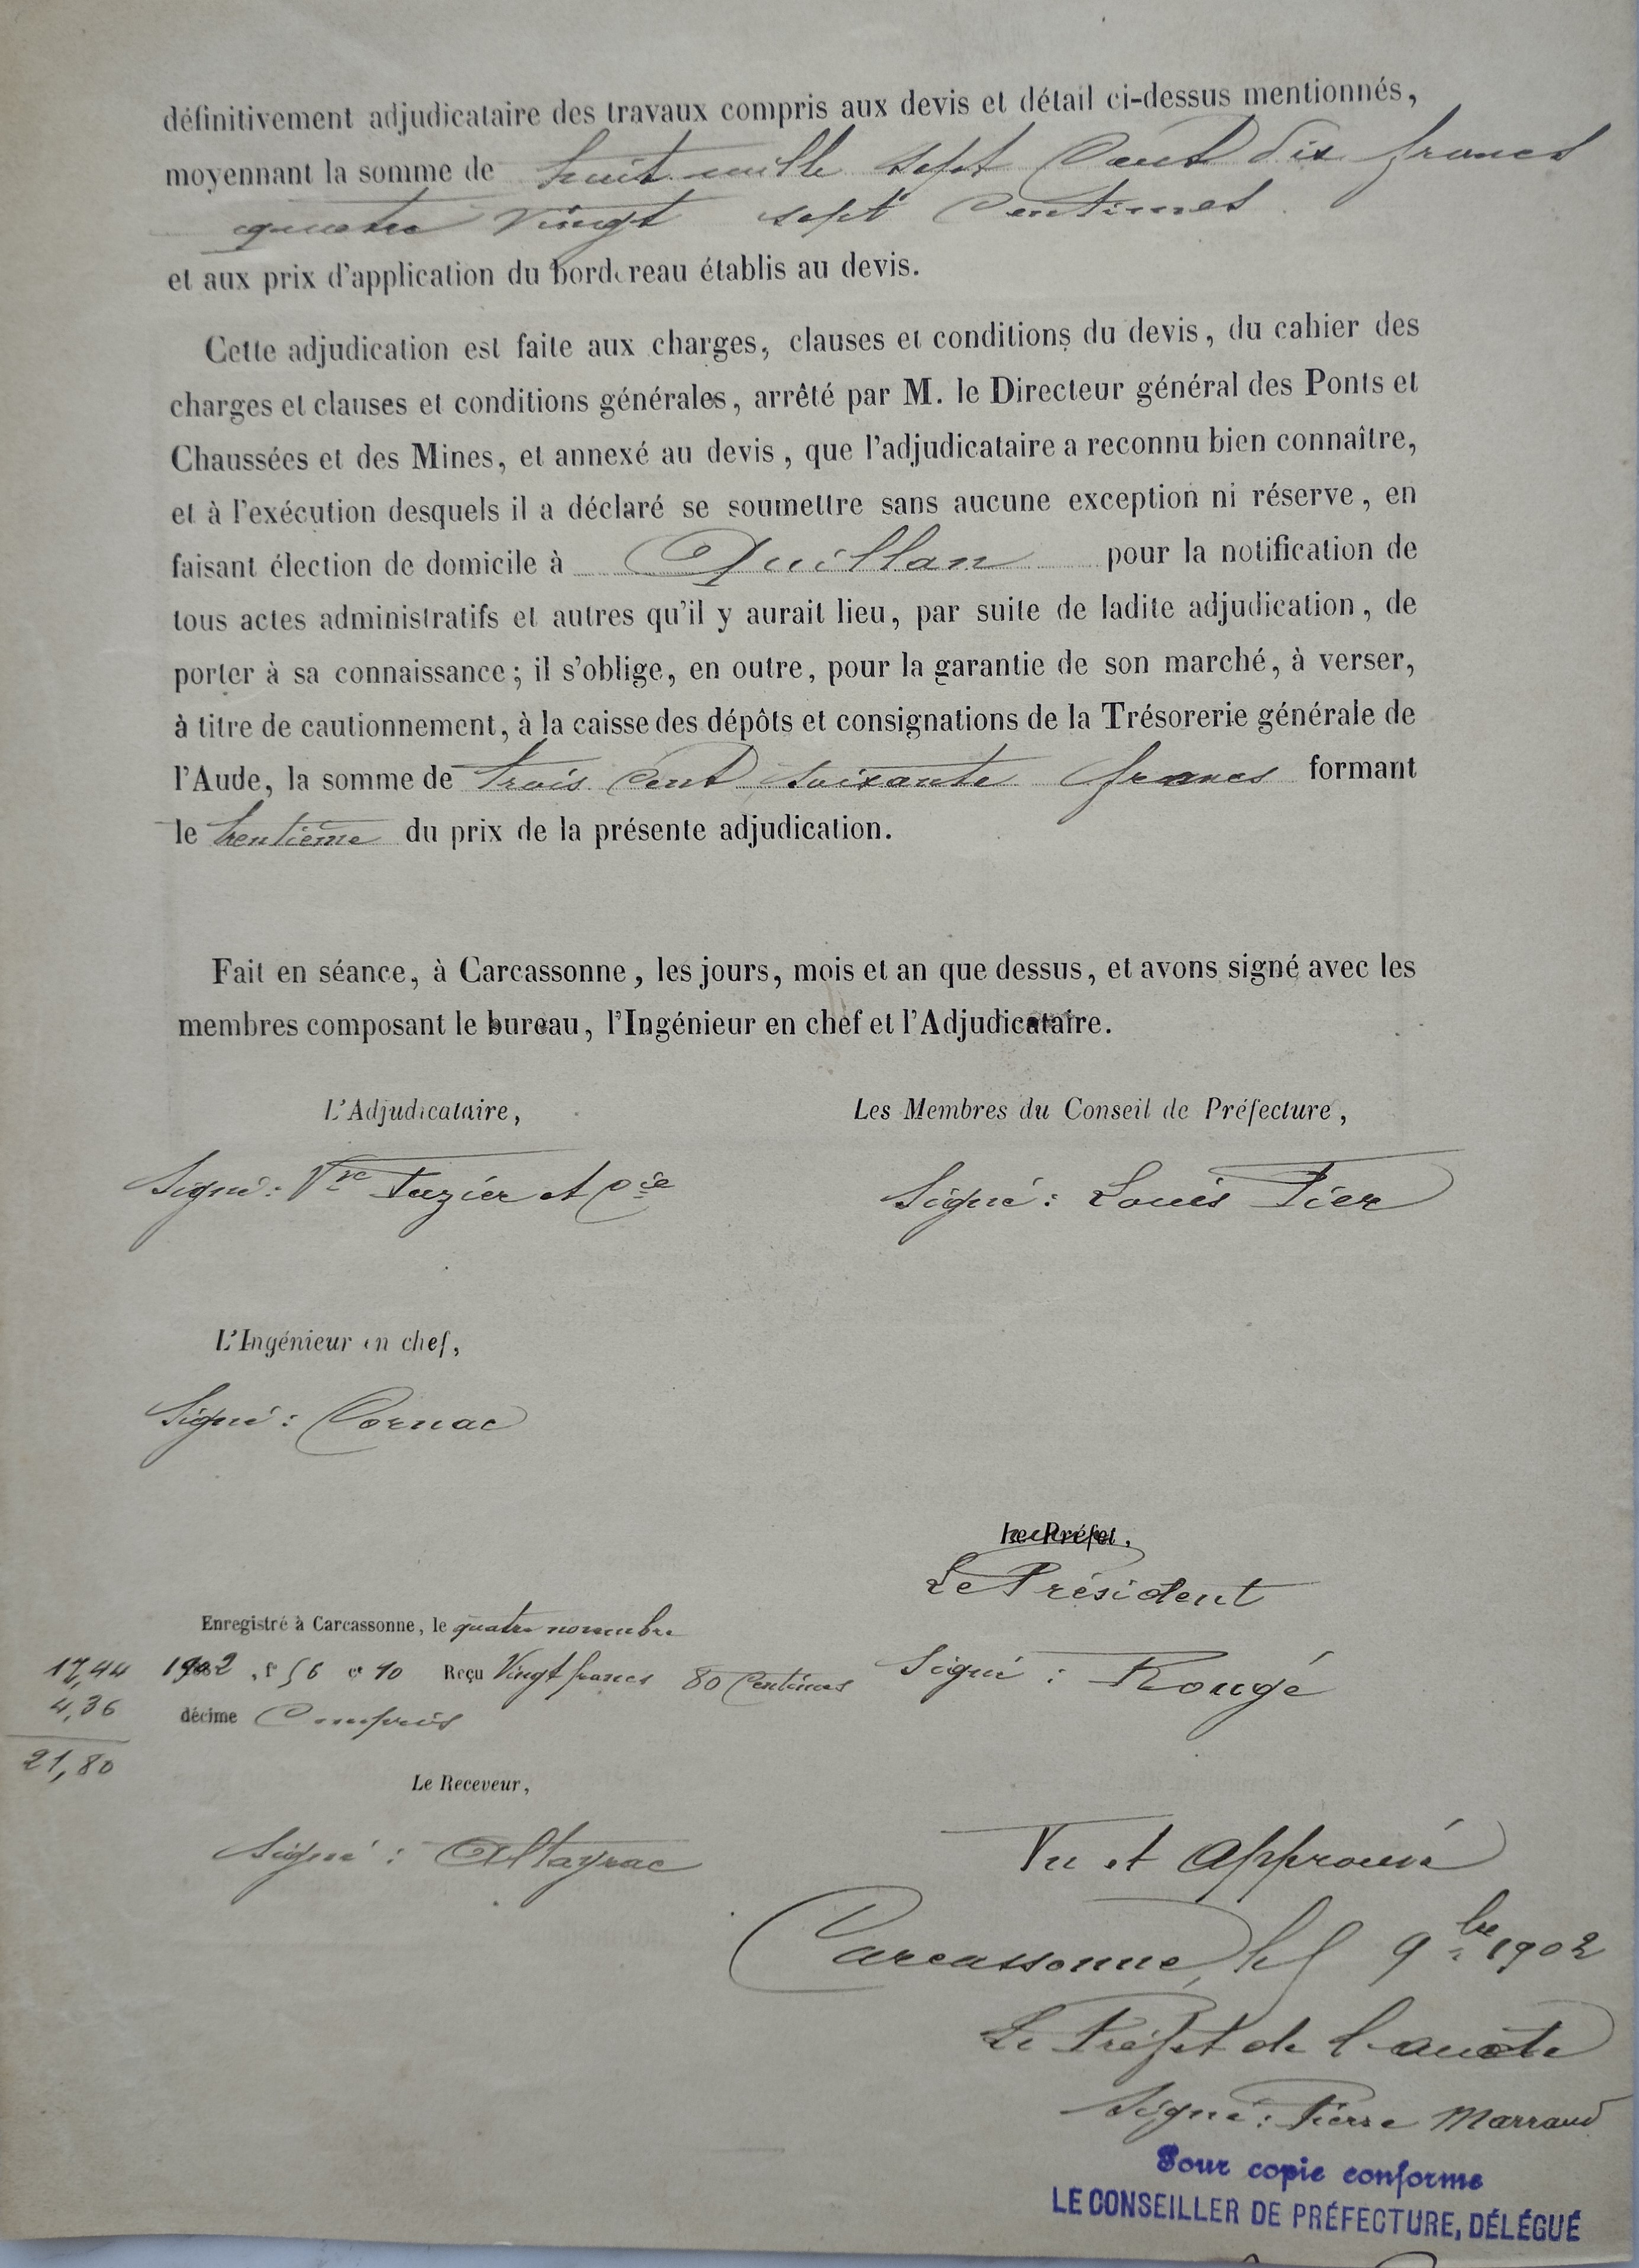 définitivement adjudicataire des travaux compris aux devis et détail ci-dessus mentionnés,
moyennant la somme de huit mille sept Cent dix francs
quatre vingt sept Centimes
et aux prix d'application du bordereau établis au devis.
Cette adjudication est faite aux charges, clauses et conditions du devis, du cahier des
charges et clauses et conditions générales, arrêté par M. le Directeur général des Ponts et
Chaussées et des Mines, et annexé au devis, que l'adjudicataire a reconnu bien connaître,
et à l'exécution desquels il a déclaré se soumettre sans aucune exception ni réserve, en
faisant élection de domicile à Quillan pour la notification de
tous actes administratifs et autres qu'il y aurait lieu, par suite de ladite adjudication, de
porter à sa connaissance; il s'oblige, en outre, pour la garantie de son marché, à verser,
à titre de cautionnement, à la caisse des dépôts et consignations de la Trésorerie générale de
l'Aude, la somme de trois Cent soixante francs formant
le trentième du prix de la présente adjudication.
Fait en séance, à Carcassonne, les jours, mois et an que dessus, et avons signé avec les
membres composant le bureau, l'Ingénieur en chef et l'Adjudicataire.
L'Adjudicataire,
Signé: Vve Tuzier et Cie
Les Membres du Conseil de Préfecture,
Signé: Louis Fier
L'Ingénieur en chef,
Signé: Cornac
Le Préfet,
Le Président
Signé: Rougé
Enregistré à Carcassonne, le quatre novembre
17,44 1902, f° 56 c° 10 Reçu Vingt francs 80 Centimes
4,36 décime Compris
21,80
Le Receveur,
Signé: Altayrac
Vu et Approuvé
Carcassonne, le 5 9bre 1902
Le Préfet de l'aude
Signé: Pierre Marraud
Pour copie conforme
LE CONSEILLER DE PRÉFECTURE, DÉLÉGUÉ